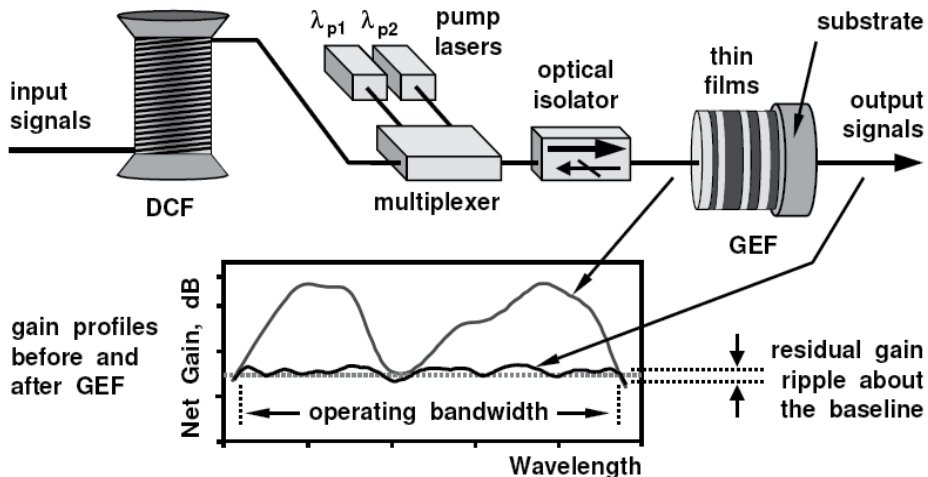 input
signals
DCF
λp1 λp2
pump
lasers
multiplexer
optical
isolator
thin
films
substrate
output
signals
GEF
gain profiles
before and
after GEF
Net Gain, dB
operating bandwidth
Wavelength
residual gain
ripple about
the baseline